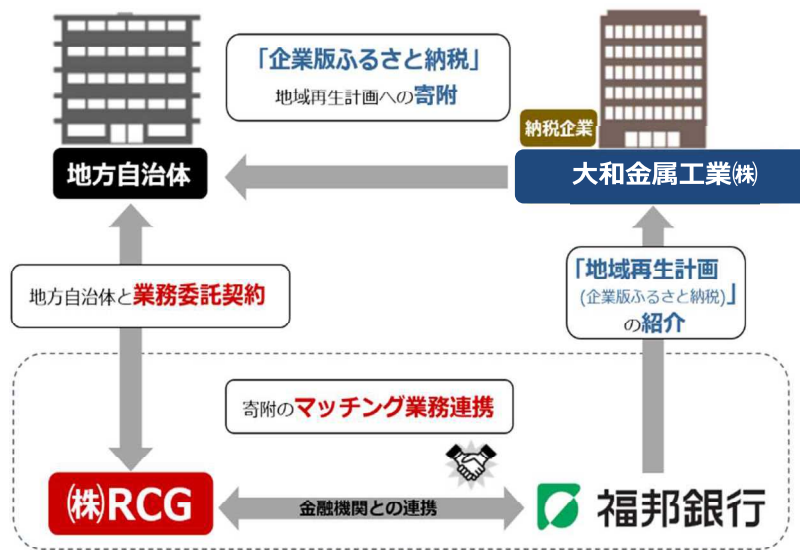 「企業版ふるさと納税」
地域再生計画への寄附
納税企業
地方自治体
大和金属工業㈱
地方自治体と業務委託契約
「地域再生計画
(企業版ふるさと納税)」
の紹介
寄附のマッチング業務連携
㈱RCG
金融機関との連携
福邦銀行